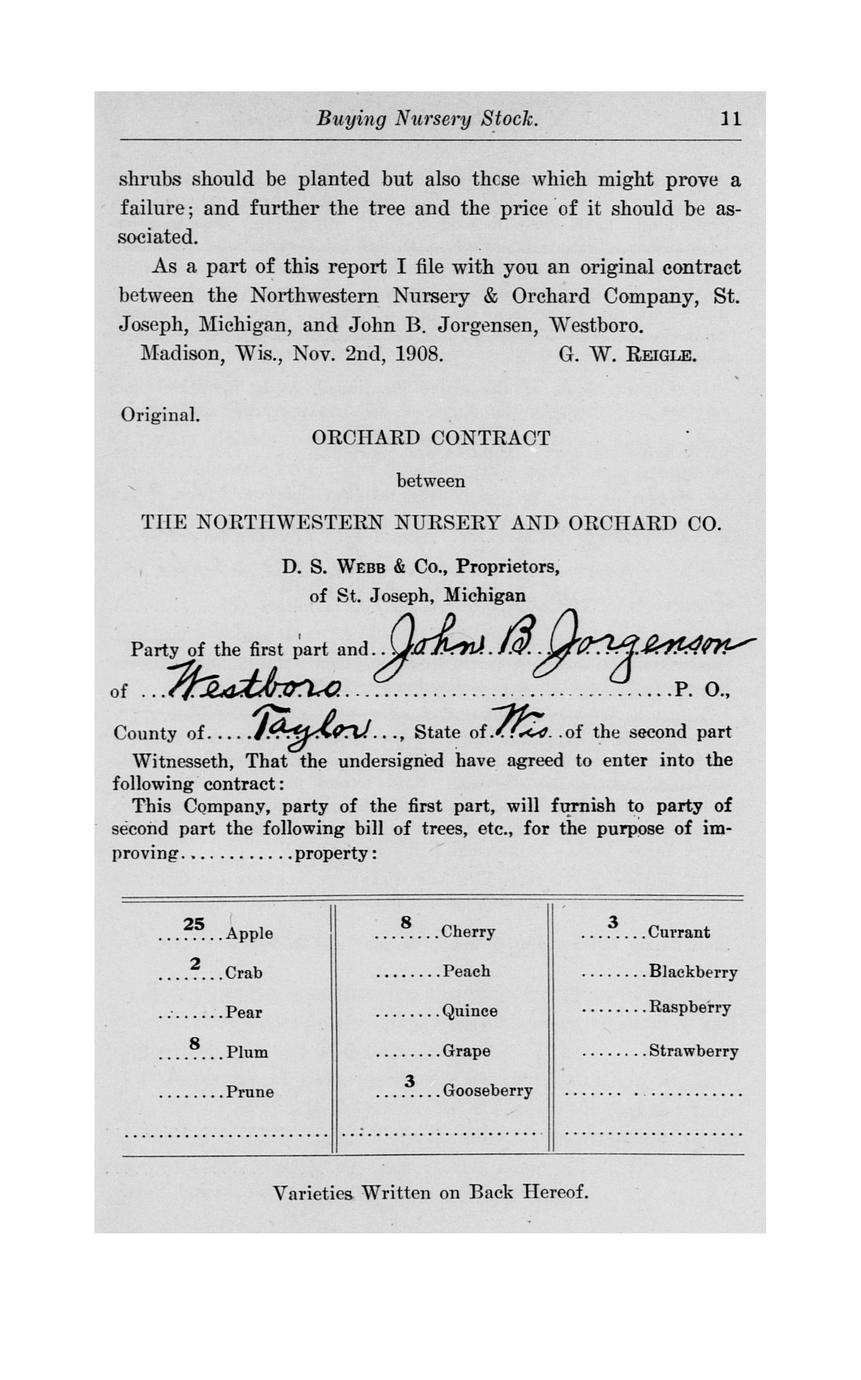 Buying Nursery Stock. 11
shrubs should be planted but also those which might prove a
failure; and further the tree and the price of it should be as-
sociated.
As a part of this report I file with you an original contract
between the Northwestern Nursery & Orchard Company, St.
Joseph, Michigan, and John B. Jorgensen, Westboro.
Madison, Wis., Nov. 2nd, 1908. G. W. REIGLE.
Original.
ORCHARD CONTRACT
between
THE NORTHWESTERN NURSERY AND ORCHARD CO.
D. S. WEBB & Co., Proprietors,
of St. Joseph, Michigan
Party of the first part and..John B Jorgenson
of ...Westboro..................................P. O.,
County of.....Taylor..., State of.Wis..of the second part
Witnesseth, That the undersigned have agreed to enter into the
following contract:
This Company, party of the first part, will furnish to party of
second part the following bill of trees, etc., for the purpose of im-
proving............property:
25 Apple
2 Crab
........Pear
8 Plum
........Prune
8 Cherry
........Peach
........Quince
........Grape
3 Gooseberry
3 Currant
........Blackberry
........Raspberry
........Strawberry
Varieties Written on Back Hereof.